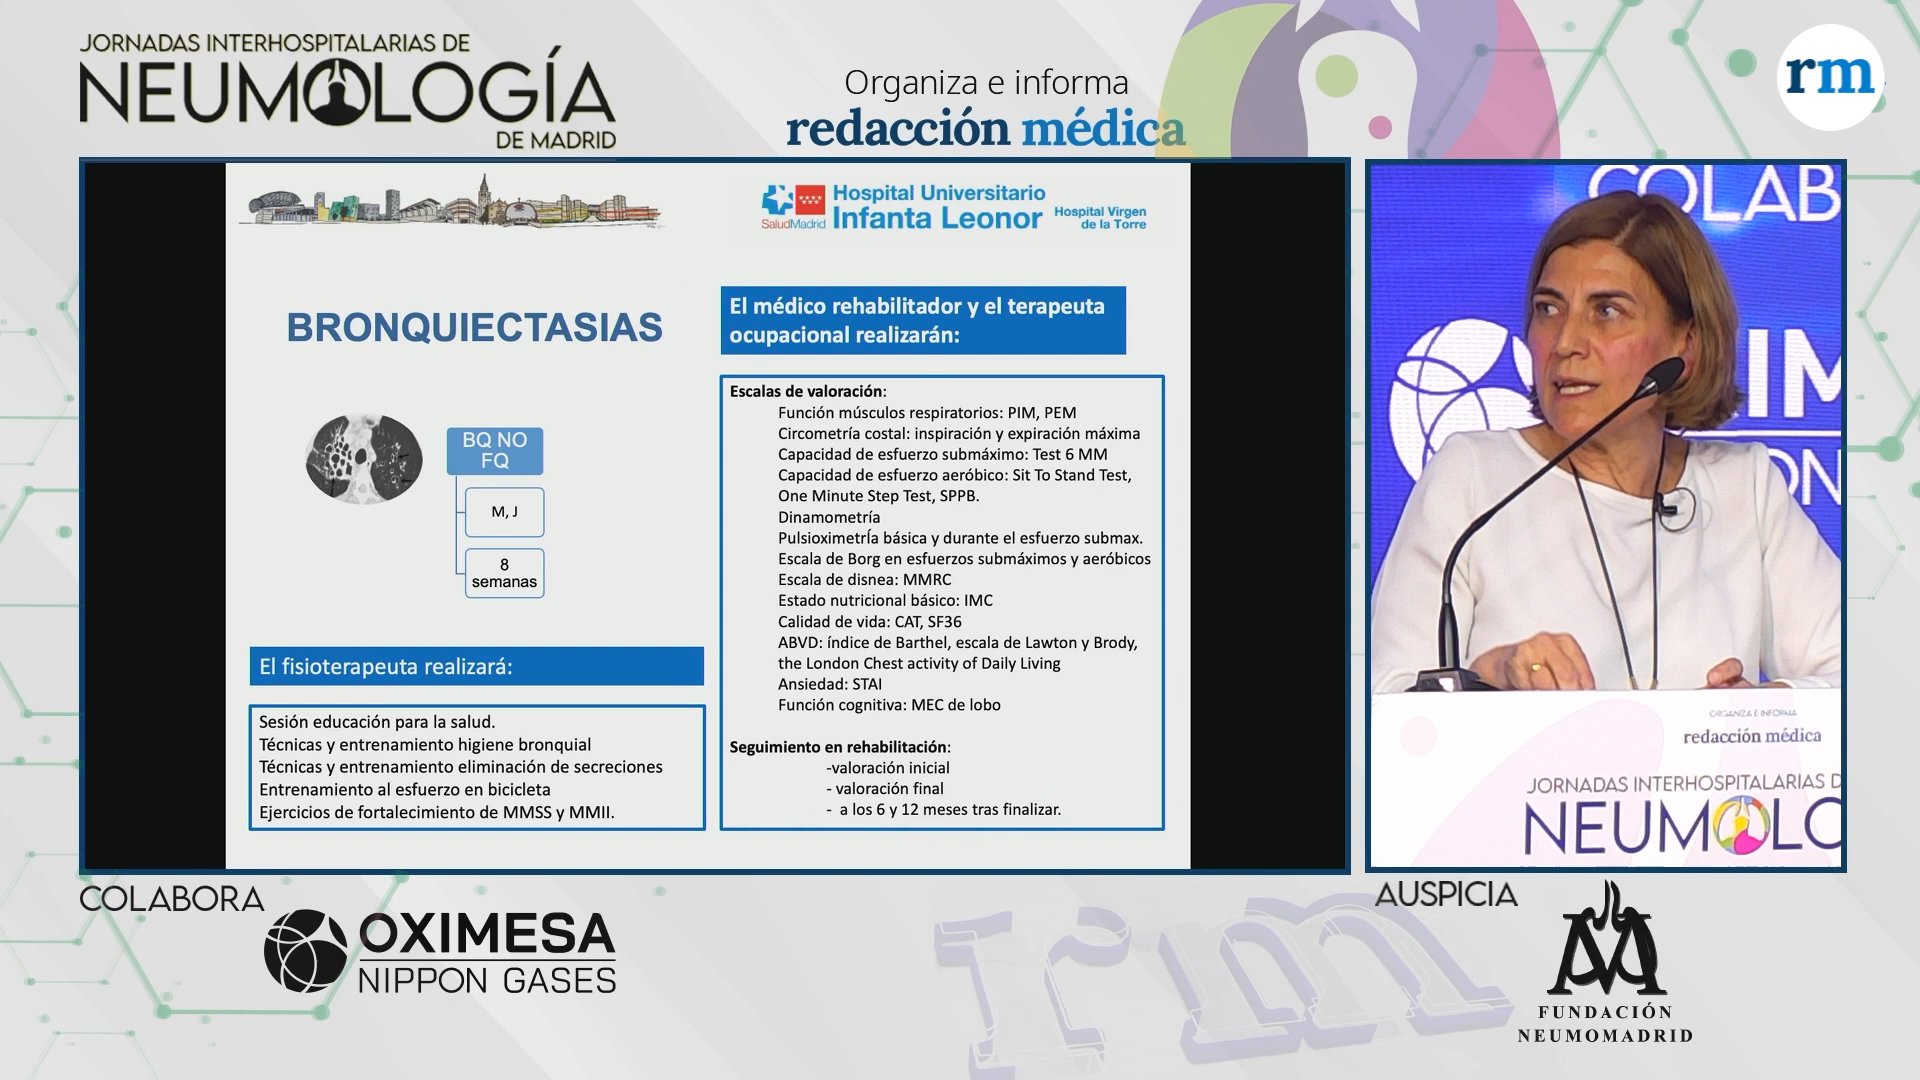 JORNADAS INTERHOSPITALARIAS DE
NEUMOLOGÍA
DE MADRID
Organiza e informa
redacción médica
rm
SaludMadrid
Hospital Universitario
Infanta Leonor
Hospital Virgen
de la Torre
BRONQUIECTASIAS
BQ NO
FQ
M, J
8
semanas
El fisioterapeuta realizará:
Sesión educación para la salud.
Técnicas y entrenamiento higiene bronquial
Técnicas y entrenamiento eliminación de secreciones
Entrenamiento al esfuerzo en bicicleta
Ejercicios de fortalecimiento de MMSS y MMII.
El médico rehabilitador y el terapeuta
ocupacional realizarán:
Escalas de valoración:
Función músculos respiratorios: PIM, PEM
Circometría costal: inspiración y expiración máxima
Capacidad de esfuerzo submáximo: Test 6 MM
Capacidad de esfuerzo aeróbico: Sit To Stand Test,
One Minute Step Test, SPPB.
Dinamometría
PulsioximetrÍa básica y durante el esfuerzo submax.
Escala de Borg en esfuerzos submáximos y aeróbicos
Escala de disnea: MMRC
Estado nutricional básico: IMC
Calidad de vida: CAT, SF36
ABVD: índice de Barthel, escala de Lawton y Brody,
the London Chest activity of Daily Living
Ansiedad: STAI
Función cognitiva: MEC de lobo
Seguimiento en rehabilitación:
-valoración inicial
- valoración final
- a los 6 y 12 meses tras finalizar.
COLAB
IM
ON
ORGANIZA E INFORMA
redacción médica
JORNADAS INTERHOSPITALARIAS D
NEUMOLO
COLABORA
OXIMESA
NIPPON GASES
rm
AUSPICIA
FUNDACIÓN
NEUMOMADRID